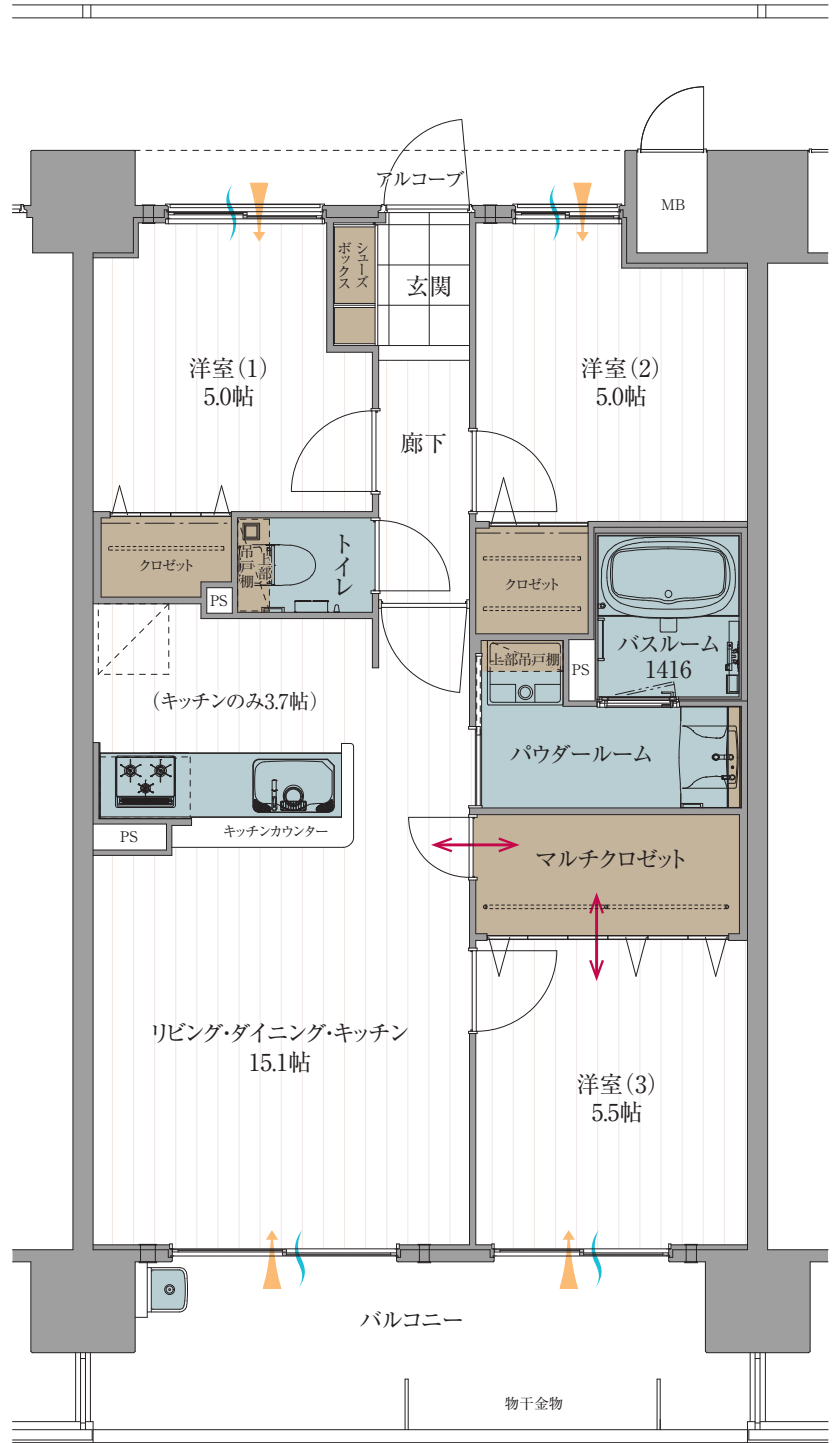 アルコーブ
MB
シューズ
ボックス
玄関
洋室(1)
5.0帖
洋室(2)
5.0帖
廊下
クロゼット
上部
吊戸棚
トイレ
PS
クロゼット
バスルーム
1416
上部吊戸棚
PS
(キッチンのみ3.7帖)
パウダールーム
PS
キッチンカウンター
マルチクロゼット
リビング・ダイニング・キッチン
15.1帖
洋室(3)
5.5帖
バルコニー
物干金物